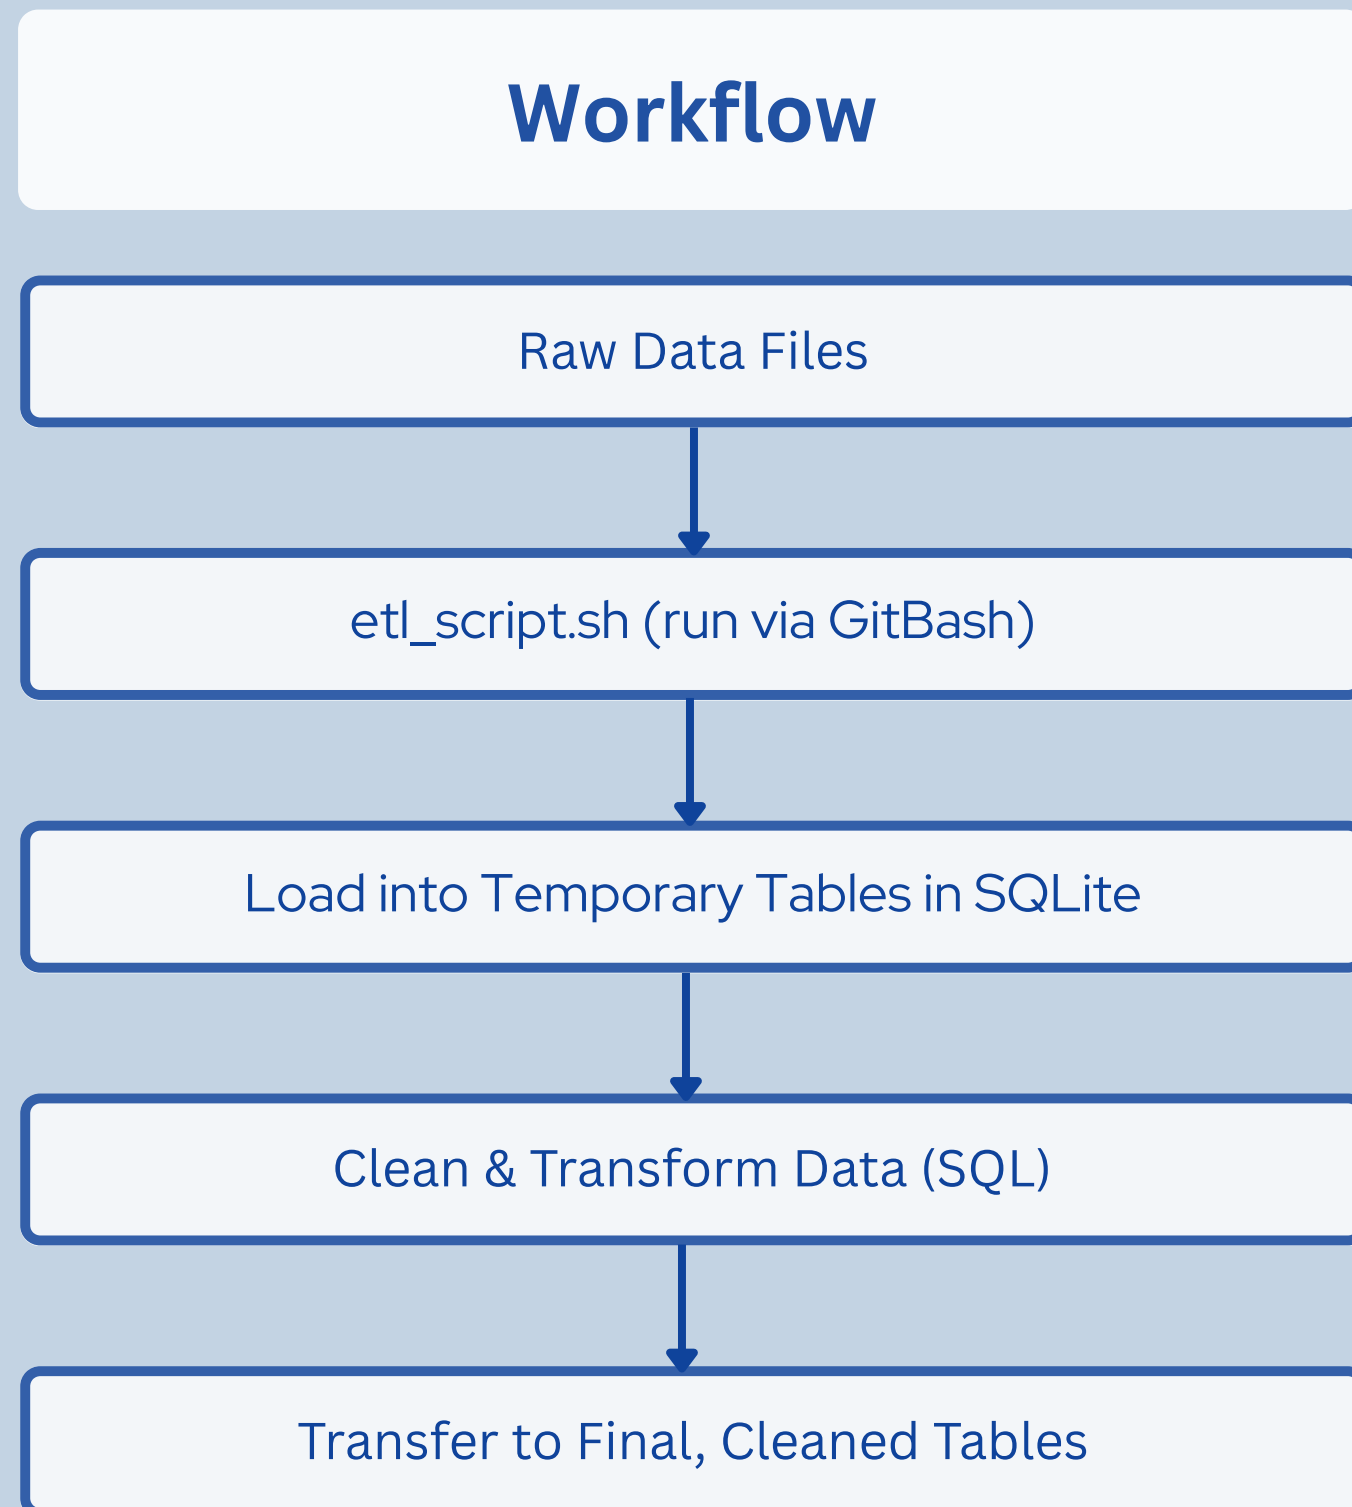 Workflow
Raw Data Files
etl_script.sh (run via GitBash)
Load into Temporary Tables in SQLite
Clean & Transform Data (SQL)
Transfer to Final, Cleaned Tables